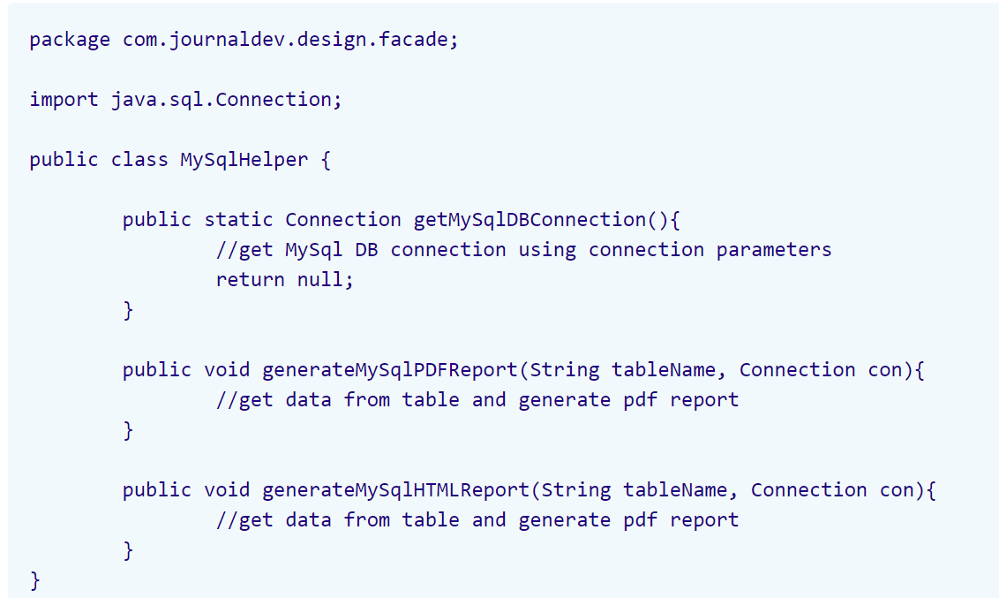 package com.journaldev.design.facade;
import java.sql.Connection;
public class MySqlHelper {
public static Connection getMySqlDBConnection(){
//get MySql DB connection using connection parameters
return null;
}
public void generateMySqlPDFReport(String tableName, Connection con){
//get data from table and generate pdf report
}
public void generateMySqlHTMLReport(String tableName, Connection con){
//get data from table and generate pdf report
}
}